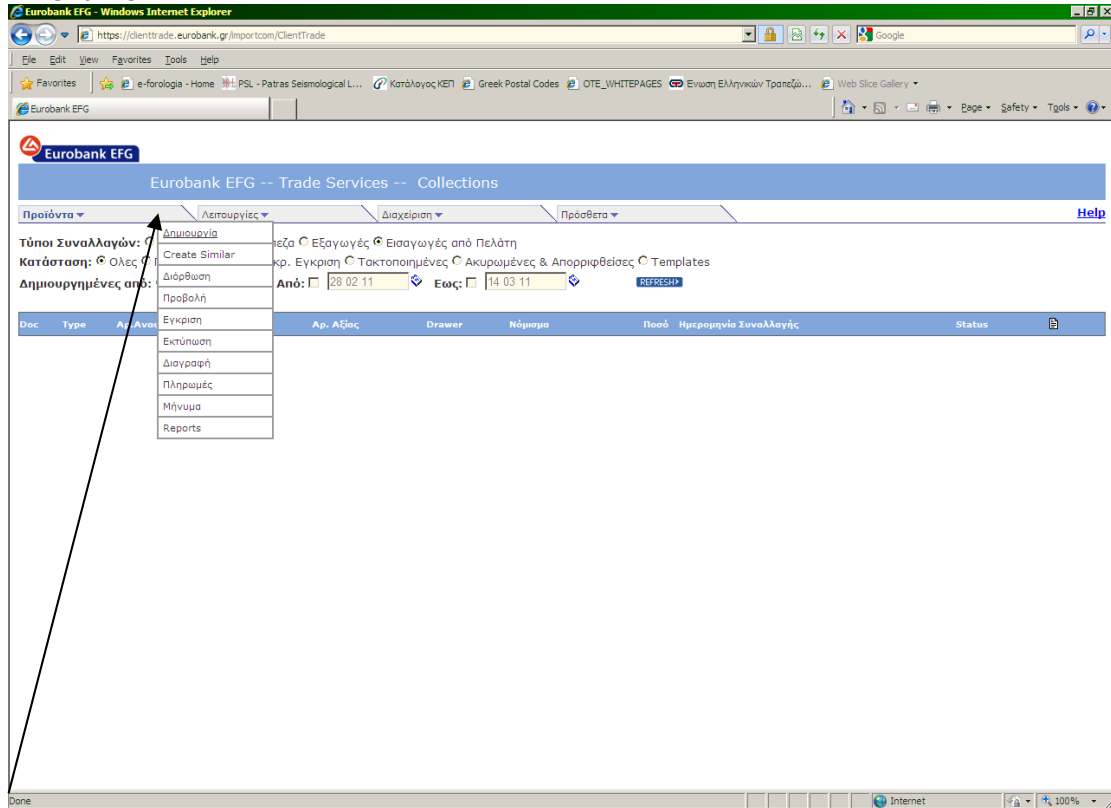 Eurobank EFG - Windows Internet Explorer
https://clienttrade.eurobank.gr/importcom/ClientTrade Google
File Edit View Favorites Tools Help
Favorites e-forologia - Home PSL - Patras Seismological L... Κατάλογος ΚΕΠ Greek Postal Codes OTE_WHITEPAGES Ένωση Ελληνικών Τραπεζώ... Web Slice Gallery
Eurobank EFG Page Safety Tools
Eurobank EFG
Eurobank EFG -- Trade Services -- Collections
Προϊόντα Λειτουργίες Διαχείριση Πρόσθετα Help
Τύποι Συναλλαγών: Εξαγωγές Εισαγωγές από Πελάτη
Κατάσταση: Ολες κρ. Εγκριση Τακτοποιημένες Ακυρωμένες & Απορριφθείσες Templates
Δημιουργημένες από: Από: 28 02 11 Εως: 14 03 11 REFRESH
Doc Type Αρ. Αξίας Drawer Νόμισμα Ποσό Ημερομηνία Συναλλαγής Status
Δημιουργία
Create Similar
Διόρθωση
Προβολή
Εγκριση
Εκτύπωση
Διαγραφή
Πληρωμές
Μήνυμα
Reports
Done Internet 100%